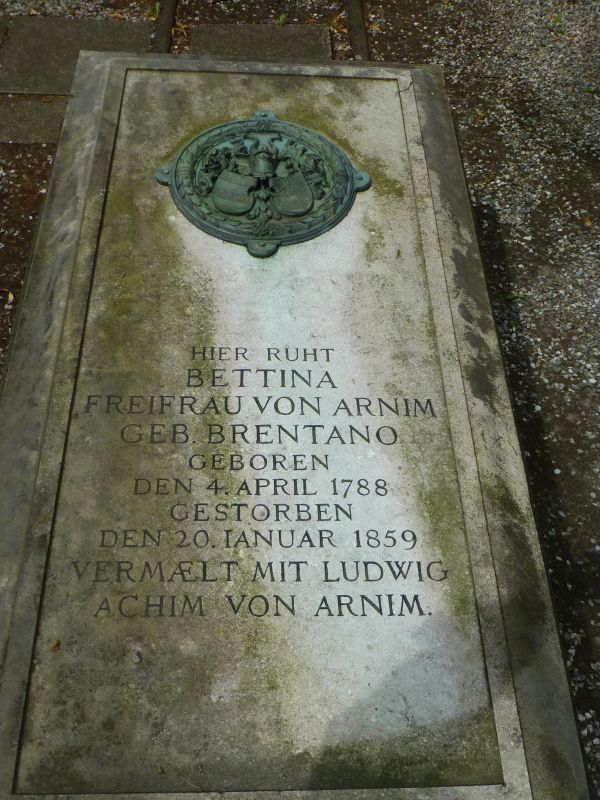 HIER RUHT
BETTINA
FREIFRAU VON ARNIM
GEB. BRENTANO
GEBOREN
DEN 4. APRIL 1788
GESTORBEN
DEN 20. IANUAR 1859
VERMÆLT MIT LUDWIG
ACHIM VON ARNIM.